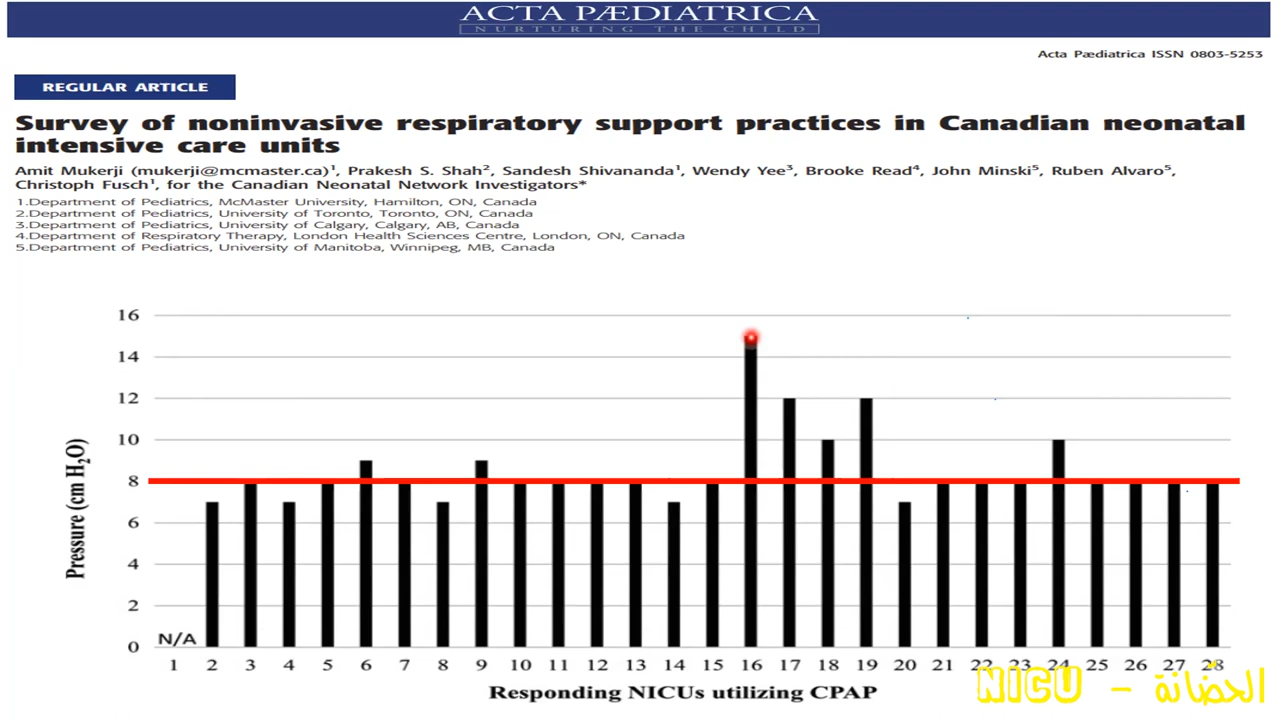 ACTA PÆDIATRICA
NURTURING THE CHILD
Acta Pædiatrica ISSN 0803-5253
REGULAR ARTICLE
Survey of noninvasive respiratory support practices in Canadian neonatal
intensive care units
Amit Mukerji (mukerji@mcmaster.ca)¹, Prakesh S. Shah², Sandesh Shivananda¹, Wendy Yee³, Brooke Read⁴, John Minski⁵, Ruben Alvaro⁵,
Christoph Fusch¹, for the Canadian Neonatal Network Investigators*
1.Department of Pediatrics, McMaster University, Hamilton, ON, Canada
2.Department of Pediatrics, University of Toronto, Toronto, ON, Canada
3.Department of Pediatrics, University of Calgary, Calgary, AB, Canada
4.Department of Respiratory Therapy, London Health Sciences Centre, London, ON, Canada
5.Department of Pediatrics, University of Manitoba, Winnipeg, MB, Canada
Pressure (cm H₂O)
16
14
12
10
8
6
4
2
0
N/A
1 2 3 4 5 6 7 8 9 10 11 12 13 14 15 16 17 18 19 20 21 22 23 24 25 26 27 28
Responding NICUs utilizing CPAP
NICU - الحضّانة